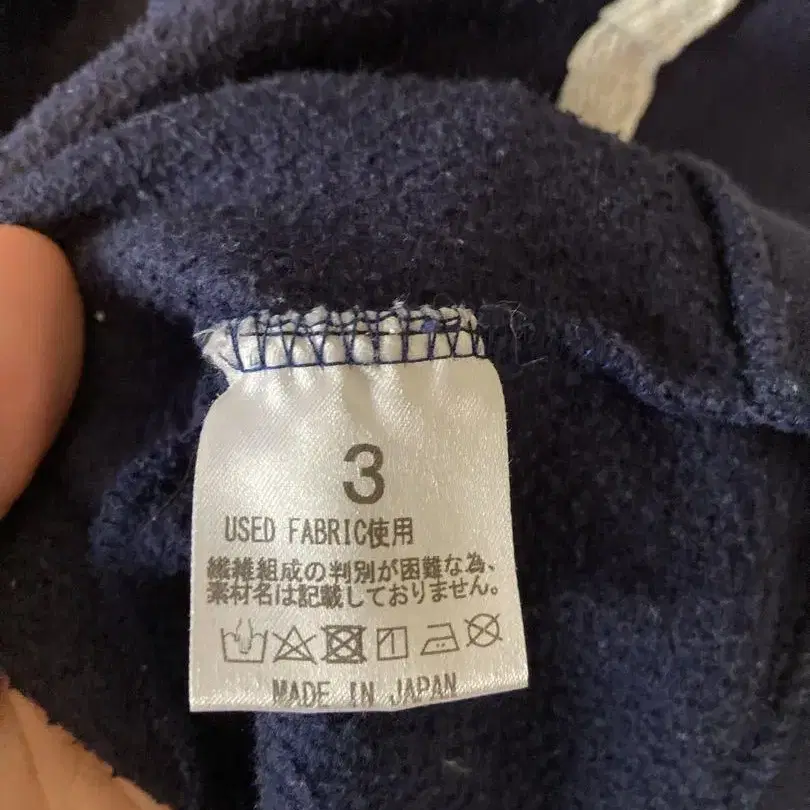 3
USED FABRIC使用
繊維組成の判別が困難な為、
素材名は記載しておりません。
MADE IN JAPAN